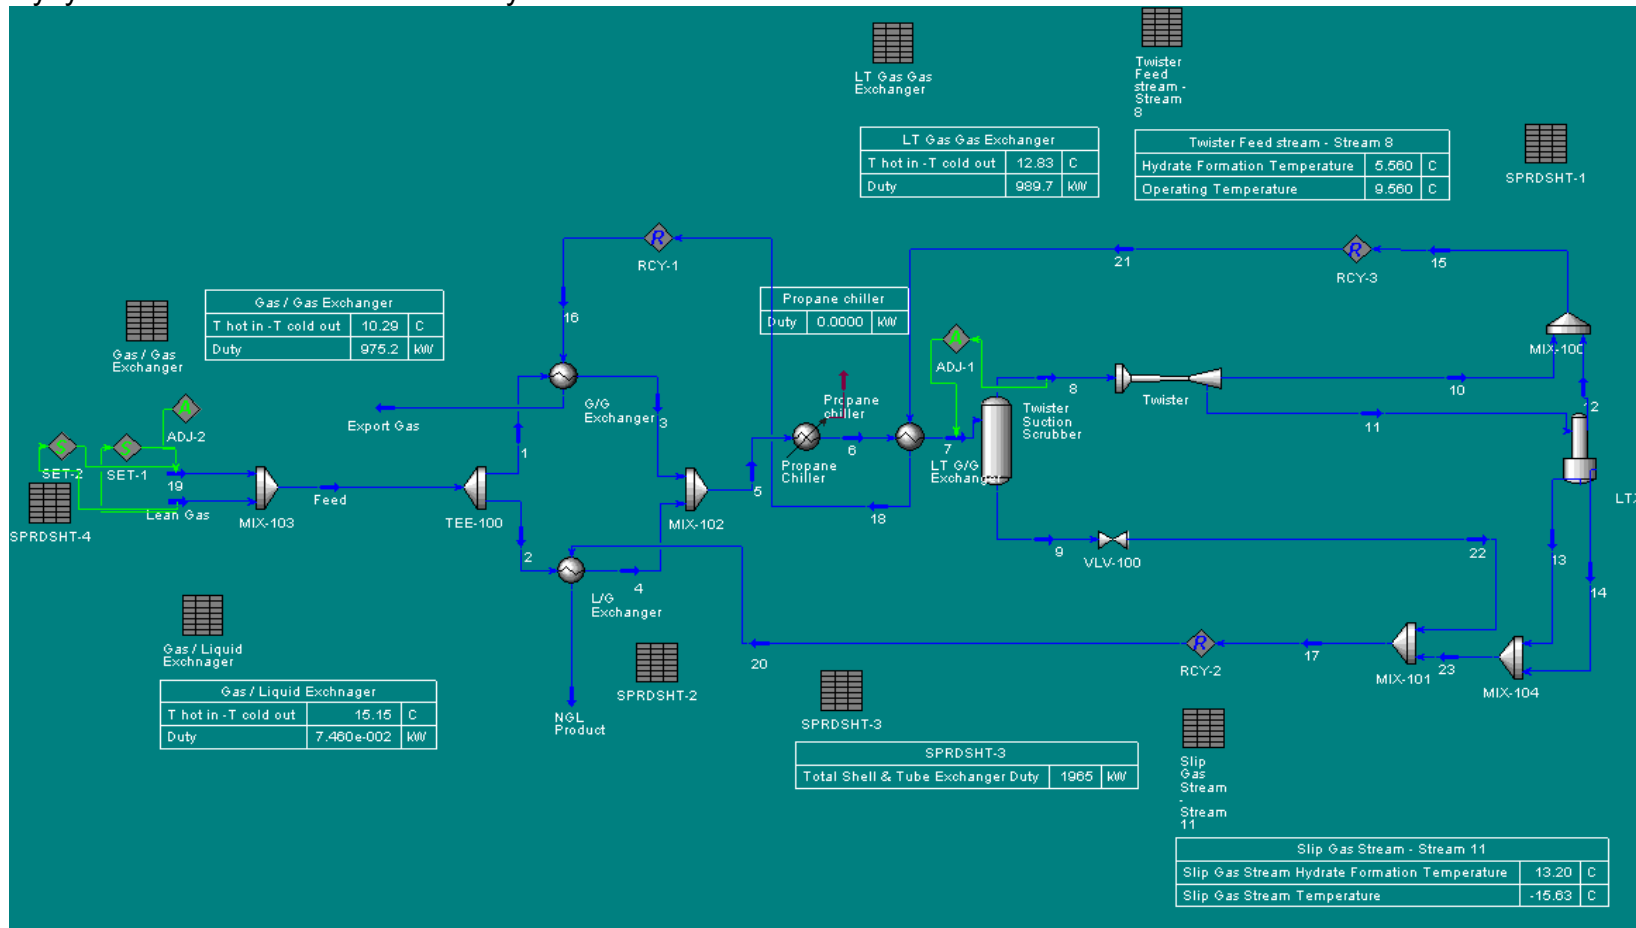 LT Gas Gas
Exchanger
Twister
Feed
stream -
Stream
8
LT Gas Gas Exchanger
T hot in -T cold out 12.83 C
Duty 989.7 kW
Twister Feed stream - Stream 8
Hydrate Formation Temperature 5.560 C
Operating Temperature 9.560 C
SPRDSHT-1
R
RCY-1
21
R
RCY-3
15
Gas / Gas Exchanger
T hot in -T cold out 10.29 C
Duty 975.2 kW
Gas / Gas
Exchanger
16
Propane chiller
Duty 0.0000 kW
A
ADJ-1
MIX-100
A
ADJ-2
Export Gas
G/G
Exchanger
3
Propane
chiller
8
Twister
Suction
Scrubber
Twister
10
11
12
S
SET-2
S
SET-1
19
Lean Gas
SPRDSHT-4
MIX-103
Feed
1
TEE-100
2
MIX-102
5
Propane
Chiller
6
7
LT G/G
Exchanger
18
9
VLV-100
22
13
14
LTX
L/G
Exchanger
4
Gas / Liquid
Exchnager
Gas / Liquid Exchnager
T hot in -T cold out 15.15 C
Duty 7.460e-002 kW
NGL
Product
SPRDSHT-2
20
SPRDSHT-3
SPRDSHT-3
Total Shell & Tube Exchanger Duty 1965 kW
R
RCY-2
17
MIX-101
23
MIX-104
Slip
Gas
Stream
-
Stream
11
Slip Gas Stream - Stream 11
Slip Gas Stream Hydrate Formation Temperature 13.20 C
Slip Gas Stream Temperature -15.63 C